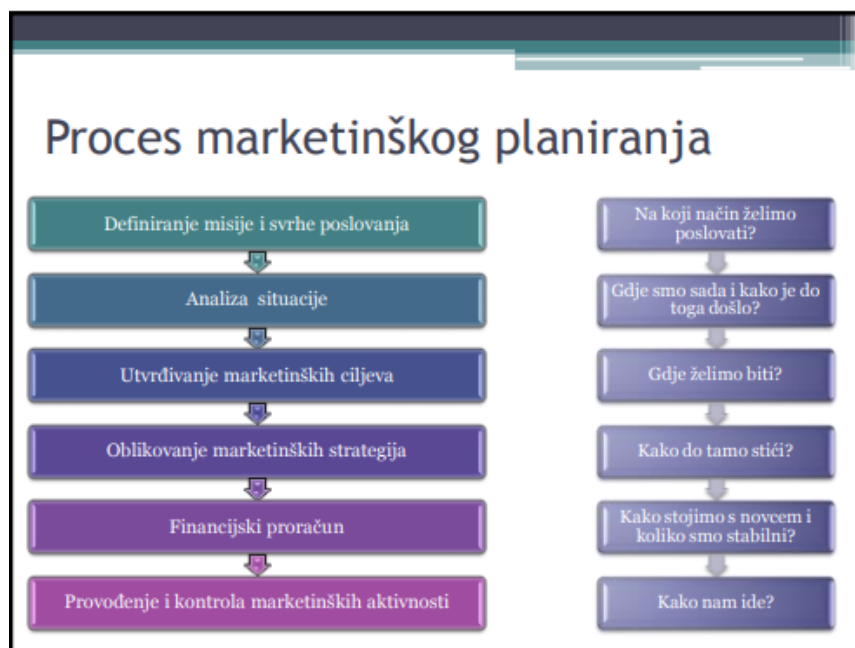 Proces marketinškog planiranja
Definiranje misije i svrhe poslovanja
Analiza situacije
Utvrđivanje marketinških ciljeva
Oblikovanje marketinških strategija
Financijski proračun
Provođenje i kontrola marketinških aktivnosti
Na koji način želimo
poslovati?
Gdje smo sada i kako je do
toga došlo?
Gdje želimo biti?
Kako do tamo stići?
Kako stojimo s novcem i
koliko smo stabilni?
Kako nam ide?